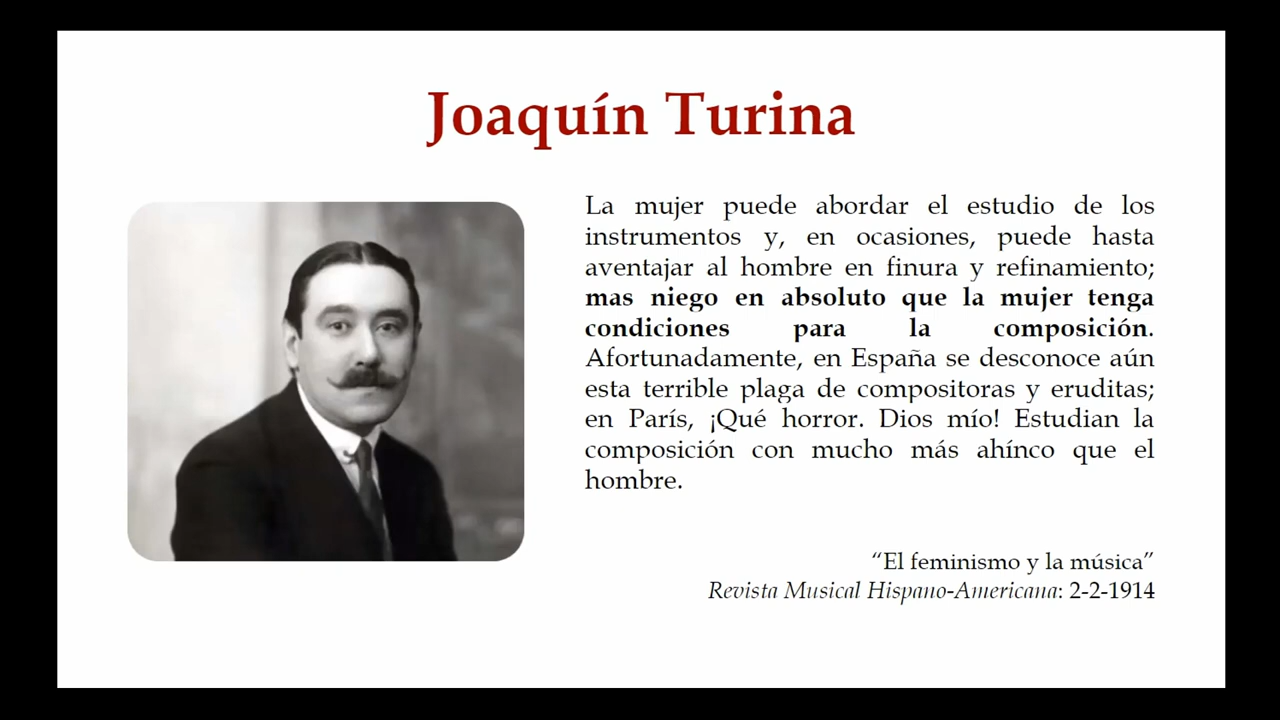 Joaquín Turina
La mujer puede abordar el estudio de los
instrumentos y, en ocasiones, puede hasta
aventajar al hombre en finura y refinamiento;
mas niego en absoluto que la mujer tenga
condiciones para la composición.
Afortunadamente, en España se desconoce aún
esta terrible plaga de compositoras y eruditas;
en París, ¡Qué horror. Dios mío! Estudian la
composición con mucho más ahínco que el
hombre.
“El feminismo y la música”
Revista Musical Hispano-Americana: 2-2-1914